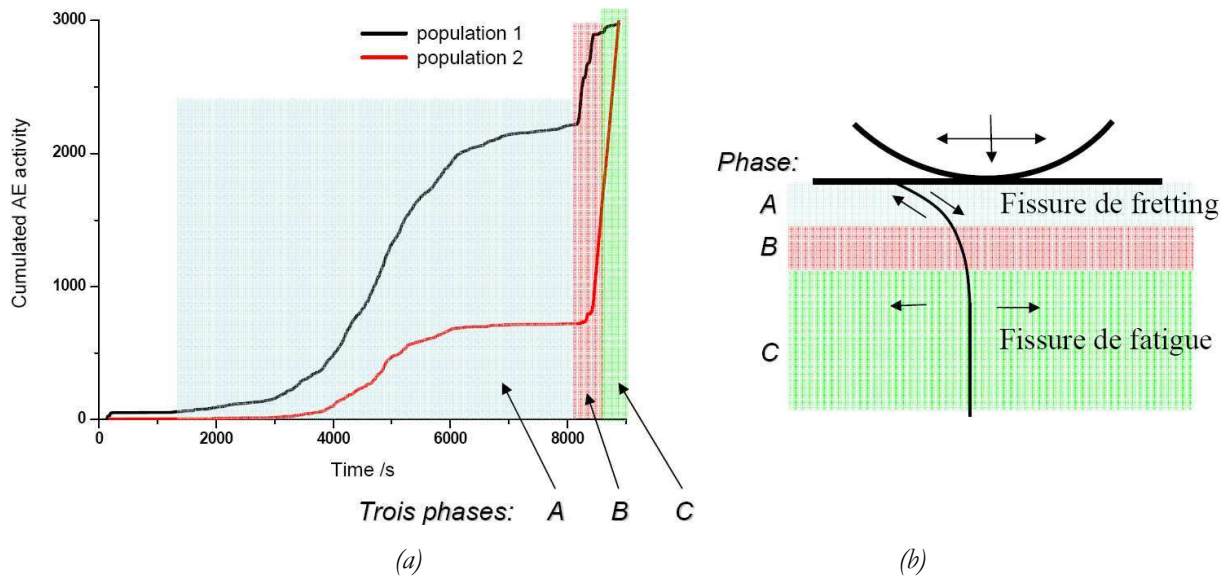 3000
2000
1000
0
Cumulated AE activity
population 1
population 2
0
2000
4000
6000
8000
Time /s
Trois phases: A B C
(a)
Phase:
A
Fissure de fretting
B
C
Fissure de fatigue
(b)